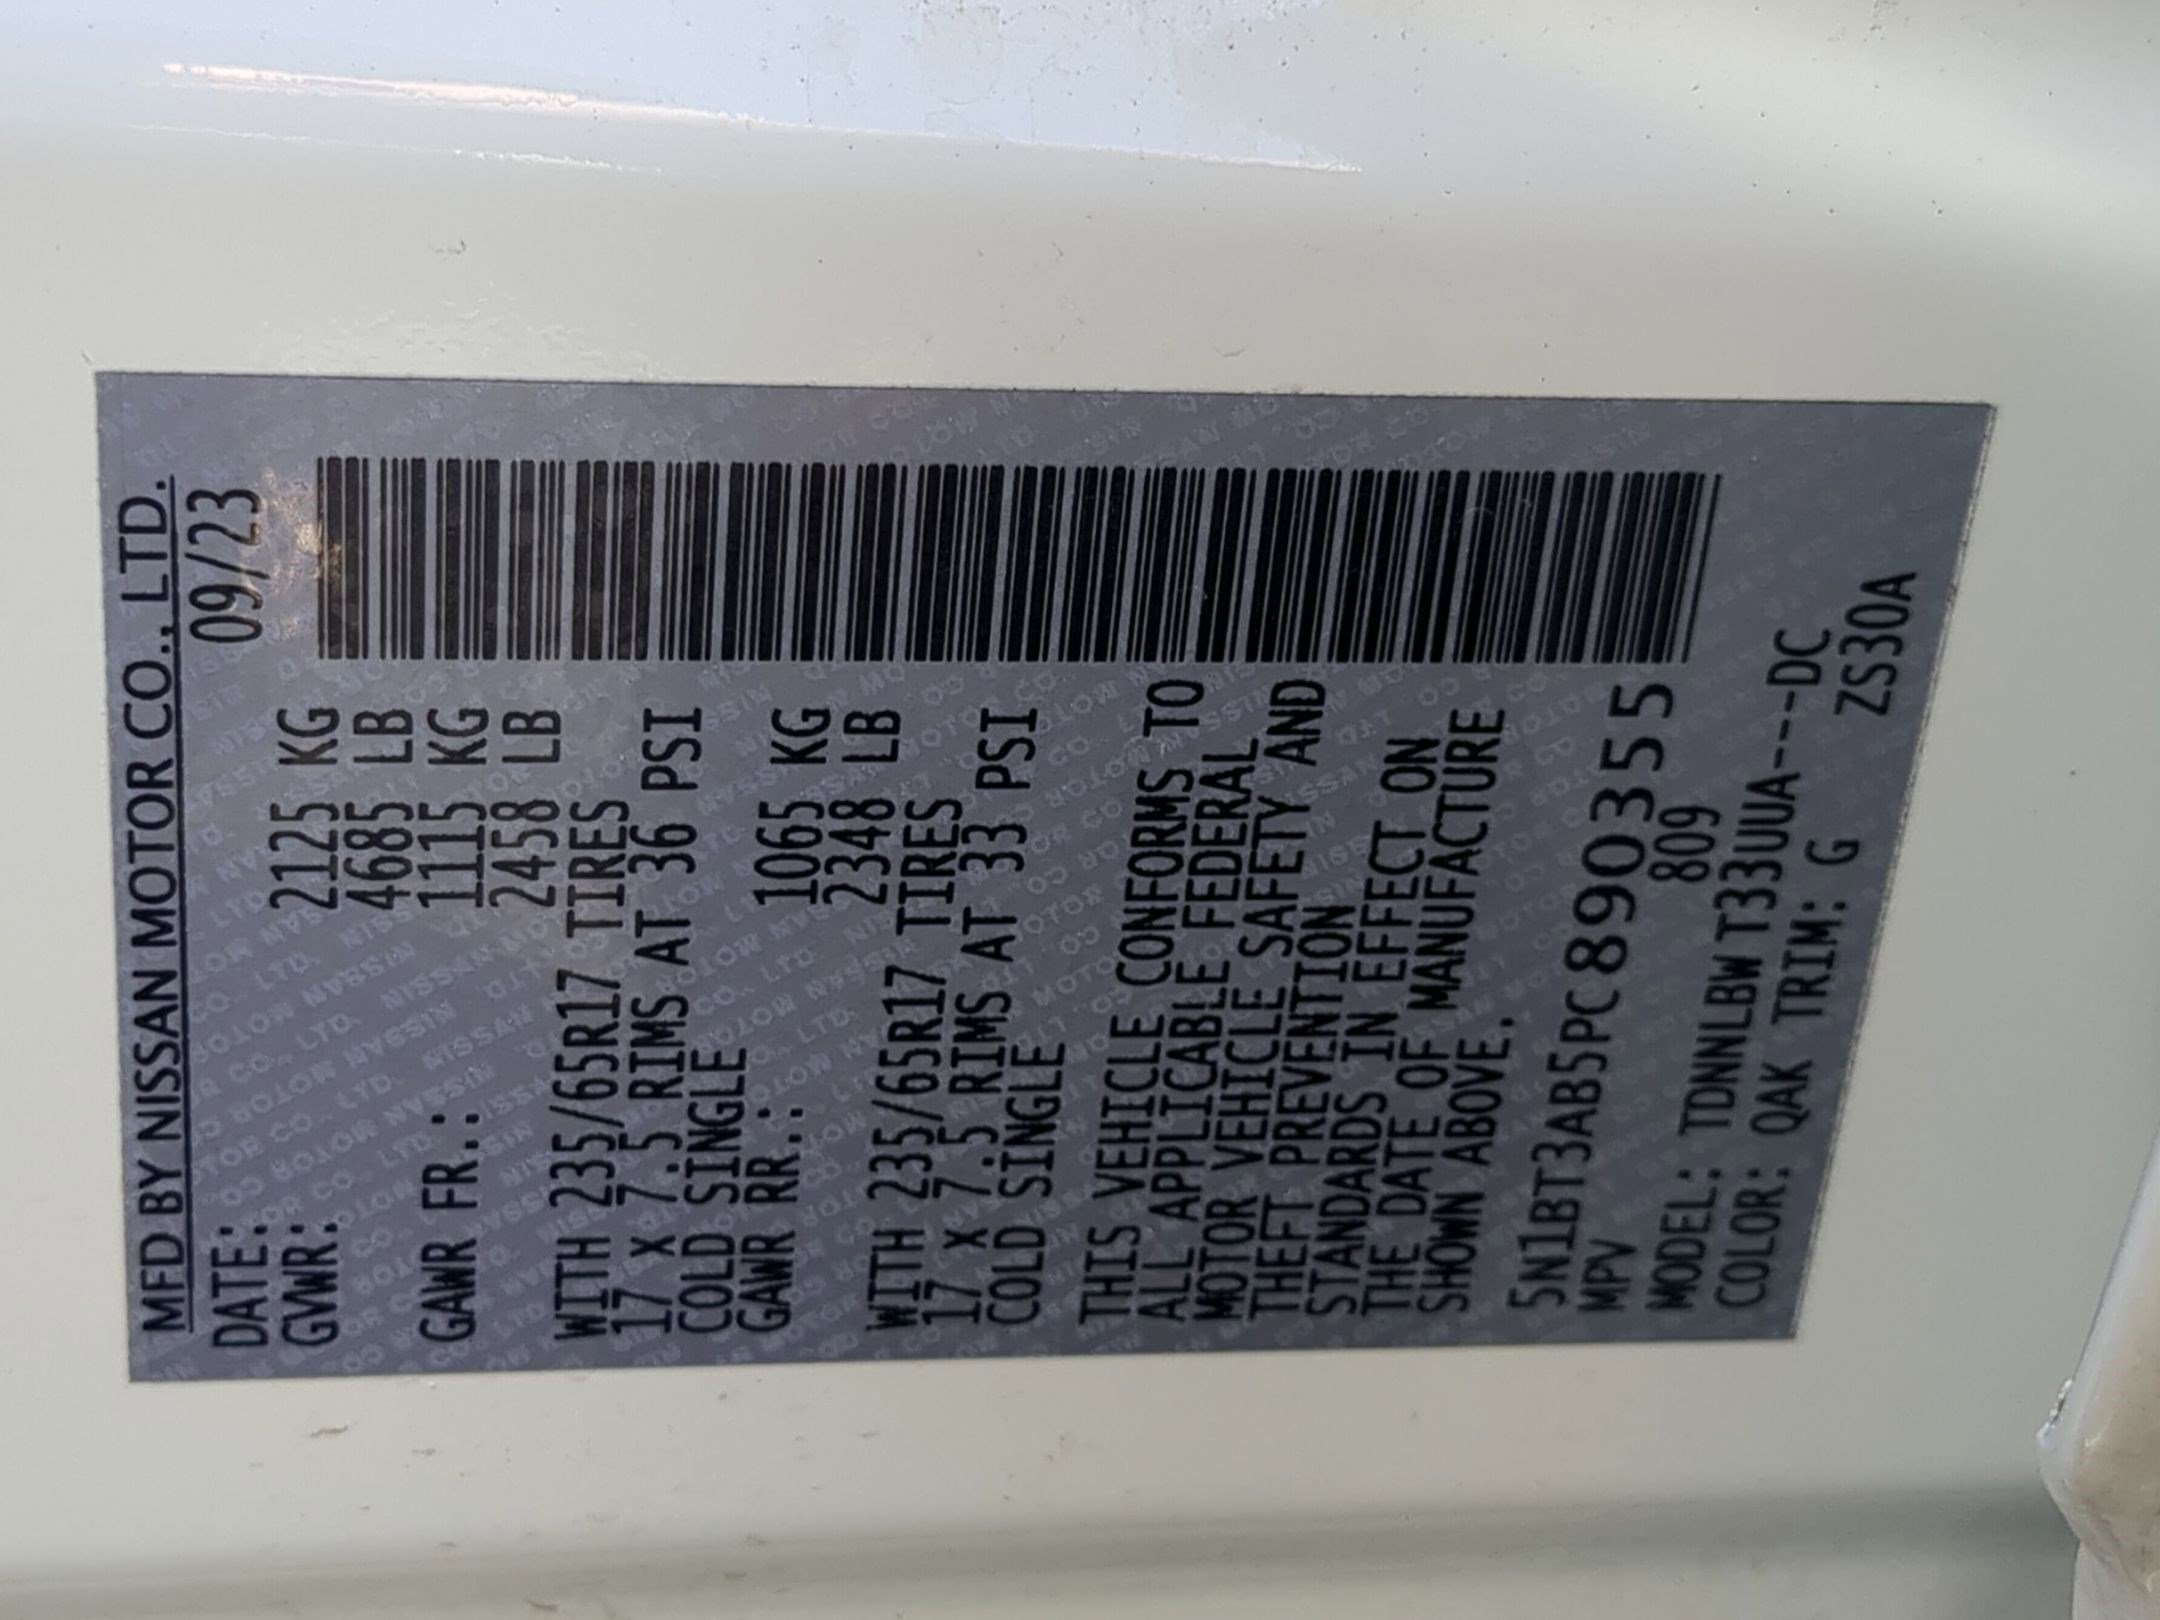 MFD BY NISSAN MOTOR CO., LTD.
DATE: 09/23
GVWR: 2125 KG
4685 LB
GAWR FR.: 1115 KG
2458 LB
WITH 235/65R17 TIRES
17 X 7.5 RIMS AT 36 PSI
COLD SINGLE
GAWR RR.: 1065 KG
2348 LB
WITH 235/65R17 TIRES
17 X 7.5 RIMS AT 33 PSI
COLD SINGLE
THIS VEHICLE CONFORMS TO
ALL APPLICABLE FEDERAL
MOTOR VEHICLE SAFETY AND
THEFT PREVENTION
STANDARDS IN EFFECT ON
THE DATE OF MANUFACTURE
SHOWN ABOVE.
5N1BT3AB5PC890355
MPV 809
MODEL: TDNNLBW T33UUA---DC
COLOR: QAK TRIM: G ZS30A